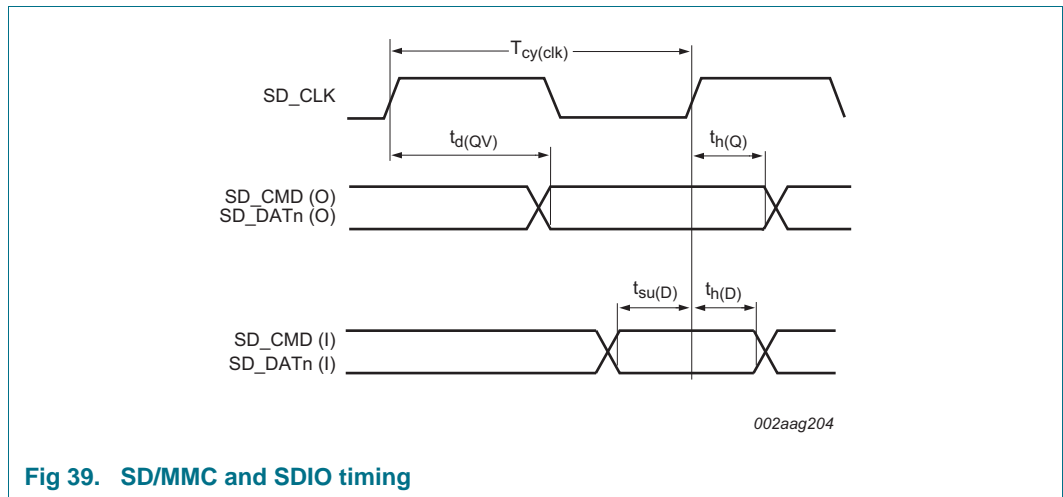 Tcy(clk)
SD_CLK
td(QV)
th(Q)
SD_CMD (O)
SD_DATn (O)
tsu(D)
th(D)
SD_CMD (I)
SD_DATn (I)
002aag204
Fig 39. SD/MMC and SDIO timing